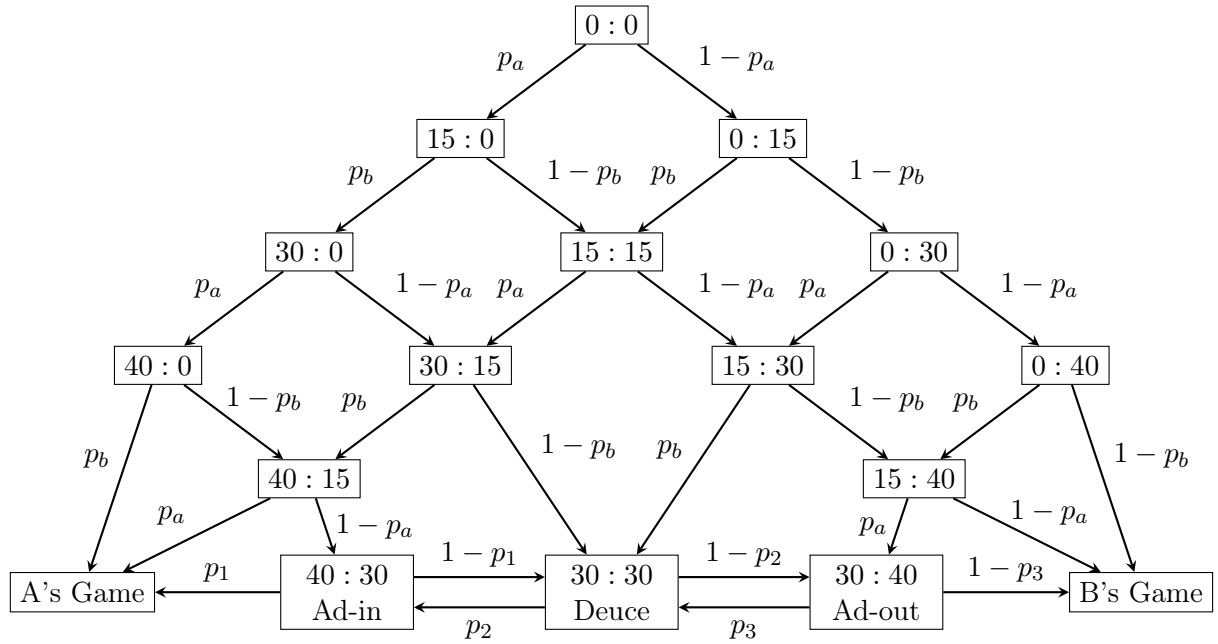 0 : 0
p_a
1 − p_a
15 : 0
0 : 15
p_b
1 − p_b
p_b
1 − p_b
30 : 0
15 : 15
0 : 30
p_a
1 − p_a
p_a
1 − p_a
p_a
1 − p_a
40 : 0
30 : 15
15 : 30
0 : 40
1 − p_b
p_b
1 − p_b
p_b
p_b
1 − p_b
p_b
1 − p_b
40 : 15
15 : 40
p_a
1 − p_a
p_a
1 − p_a
p_1
1 − p_1
1 − p_2
1 − p_3
A's Game
40 : 30
Ad-in
30 : 30
Deuce
30 : 40
Ad-out
B's Game
p_2
p_3